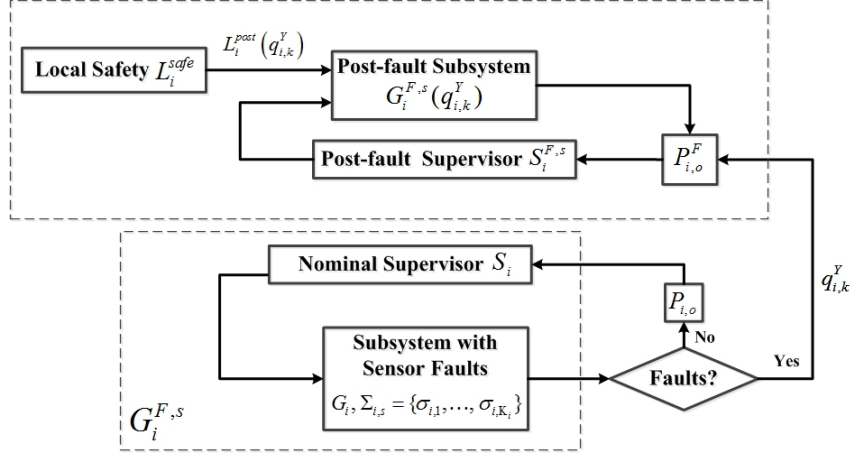 Local Safety L_i^{safe}
L_i^{post}(q_{i,k}^Y)
Post-fault Subsystem
G_i^{F,s}(q_{i,k}^Y)
Post-fault Supervisor S_i^{F,s}
P_{i,o}^F
Nominal Supervisor S_i
P_{i,o}
q_{i,k}^Y
No
Yes
Subsystem with
Sensor Faults
G_i, Σ_{i,s} = {σ_{i,1},…, σ_{i,K_i}}
Faults?
G_i^{F,s}